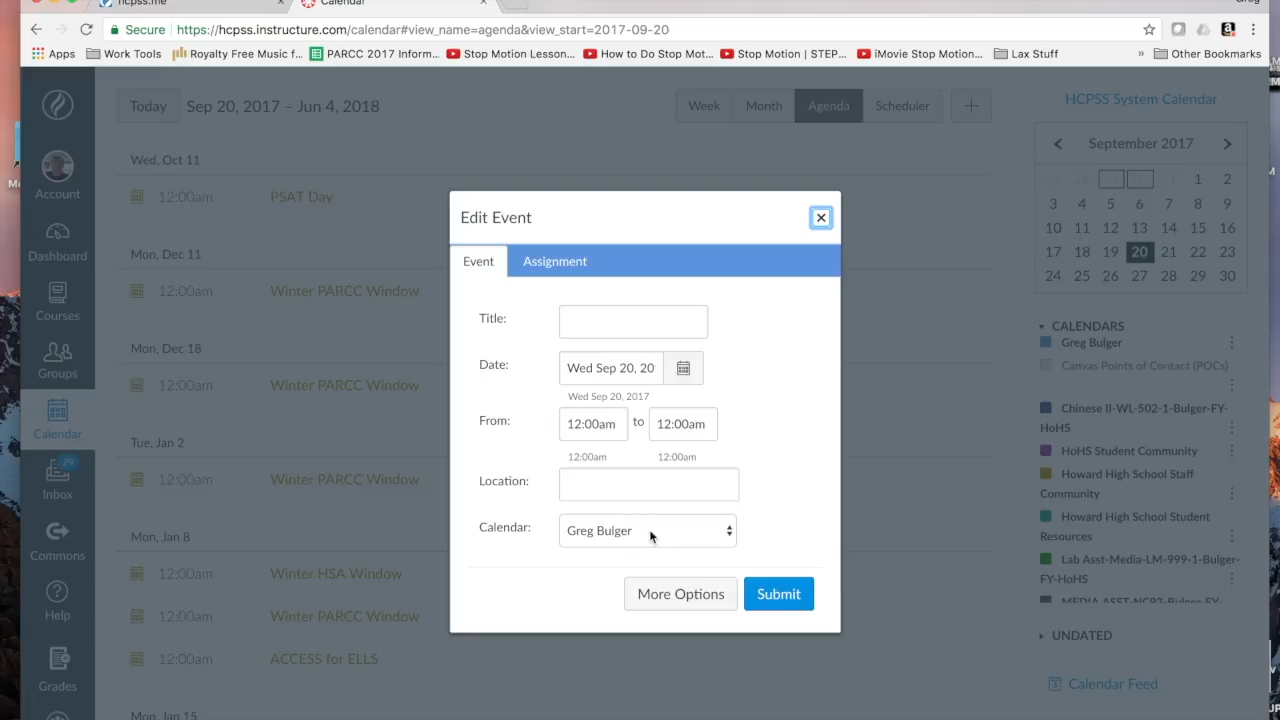 hcpss.me
Calendar
Greg
Secure https://hcpss.instructure.com/calendar#view_name=agenda&view_start=2017-09-20
Apps Work Tools Royalty Free Music f... PARCC 2017 Inform... Stop Motion Lesson... How to Do Stop Mot... Stop Motion | STEP... iMovie Stop Motion... Lax Stuff » Other Bookmarks
Account
Dashboard
Courses
Groups
Calendar
29
Inbox
Commons
Help
Grades
Today Sep 20, 2017 – Jun 4, 2018
Week Month Agenda Scheduler +
Wed, Oct 11
12:00am PSAT Day
Mon, Dec 11
12:00am Winter PARCC Window
Mon, Dec 18
12:00am Winter PARCC Window
Tue, Jan 2
12:00am Winter PARCC Window
Mon, Jan 8
12:00am Winter HSA Window
12:00am Winter PARCC Window
12:00am ACCESS for ELLS
Mon, Jan 15
Edit Event
Event Assignment
Title:
Date: Wed Sep 20, 20
Wed Sep 20, 2017
From: 12:00am to 12:00am
12:00am 12:00am
Location:
Calendar: Greg Bulger
More Options Submit
HCPSS System Calendar
September 2017
1 2
3 4 5 6 7 8 9
10 11 12 13 14 15 16
17 18 19 20 21 22 23
24 25 26 27 28 29 30
CALENDARS
Greg Bulger
Canvas Points of Contact (POCs)
Chinese II-WL-502-1-Bulger-FY-
HoHS
HoHS Student Community
Howard High School Staff
Community
Howard High School Student
Resources
Lab Asst-Media-LM-999-1-Bulger-
FY-HoHS
MEDIA ASST-NC93-Bulger-FY-
UNDATED
Calendar Feed